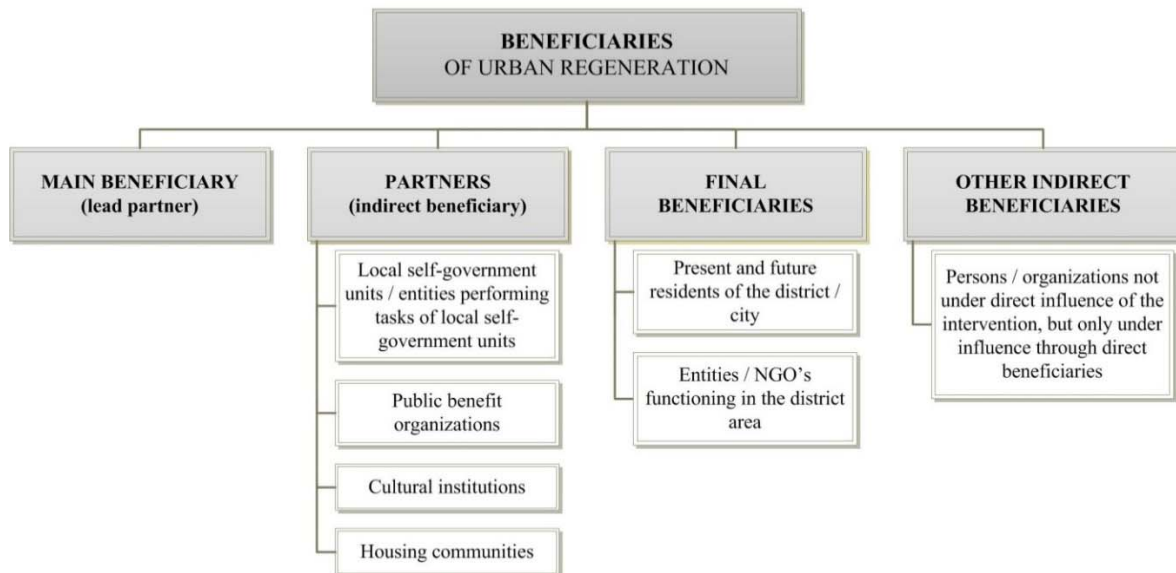 BENEFICIARIES
OF URBAN REGENERATION
MAIN BENEFICIARY
(lead partner)
PARTNERS
(indirect beneficiary)
Local self-government
units / entities performing
tasks of local self-
government units
Public benefit
organizations
Cultural institutions
Housing communities
FINAL
BENEFICIARIES
Present and future
residents of the district /
city
Entities / NGO's
functioning in the district
area
OTHER INDIRECT
BENEFICIARIES
Persons / organizations not
under direct influence of the
intervention, but only under
influence through direct
beneficiaries